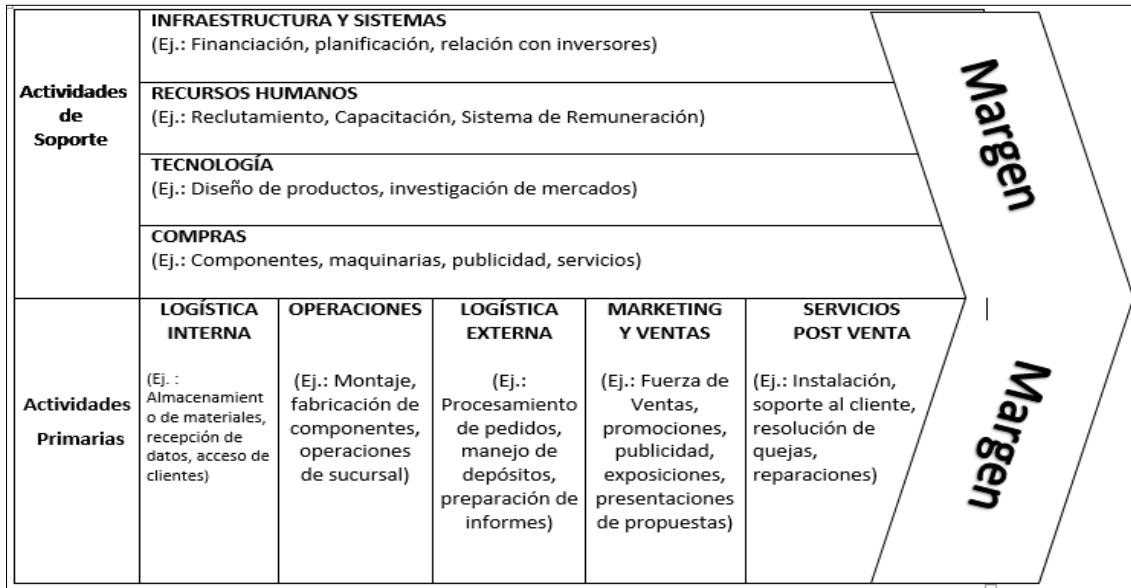 INFRAESTRUCTURA Y SISTEMAS
(Ej.: Financiación, planificación, relación con inversores)
Actividades
de
Soporte
RECURSOS HUMANOS
(Ej.: Reclutamiento, Capacitación, Sistema de Remuneración)
TECNOLOGÍA
(Ej.: Diseño de productos, investigación de mercados)
COMPRAS
(Ej.: Componentes, maquinarias, publicidad, servicios)
Margen
Actividades
Primarias
LOGÍSTICA
INTERNA
(Ej. :
Almacenamient
o de materiales,
recepción de
datos, acceso de
clientes)
OPERACIONES
(Ej.: Montaje,
fabricación de
componentes,
operaciones
de sucursal)
LOGÍSTICA
EXTERNA
(Ej.:
Procesamiento
de pedidos,
manejo de
depósitos,
preparación de
informes)
MARKETING
Y VENTAS
(Ej.: Fuerza de
Ventas,
promociones,
publicidad,
exposiciones,
presentaciones
de propuestas)
SERVICIOS
POST VENTA
(Ej.: Instalación,
soporte al cliente,
resolución de
quejas,
reparaciones)
Margen